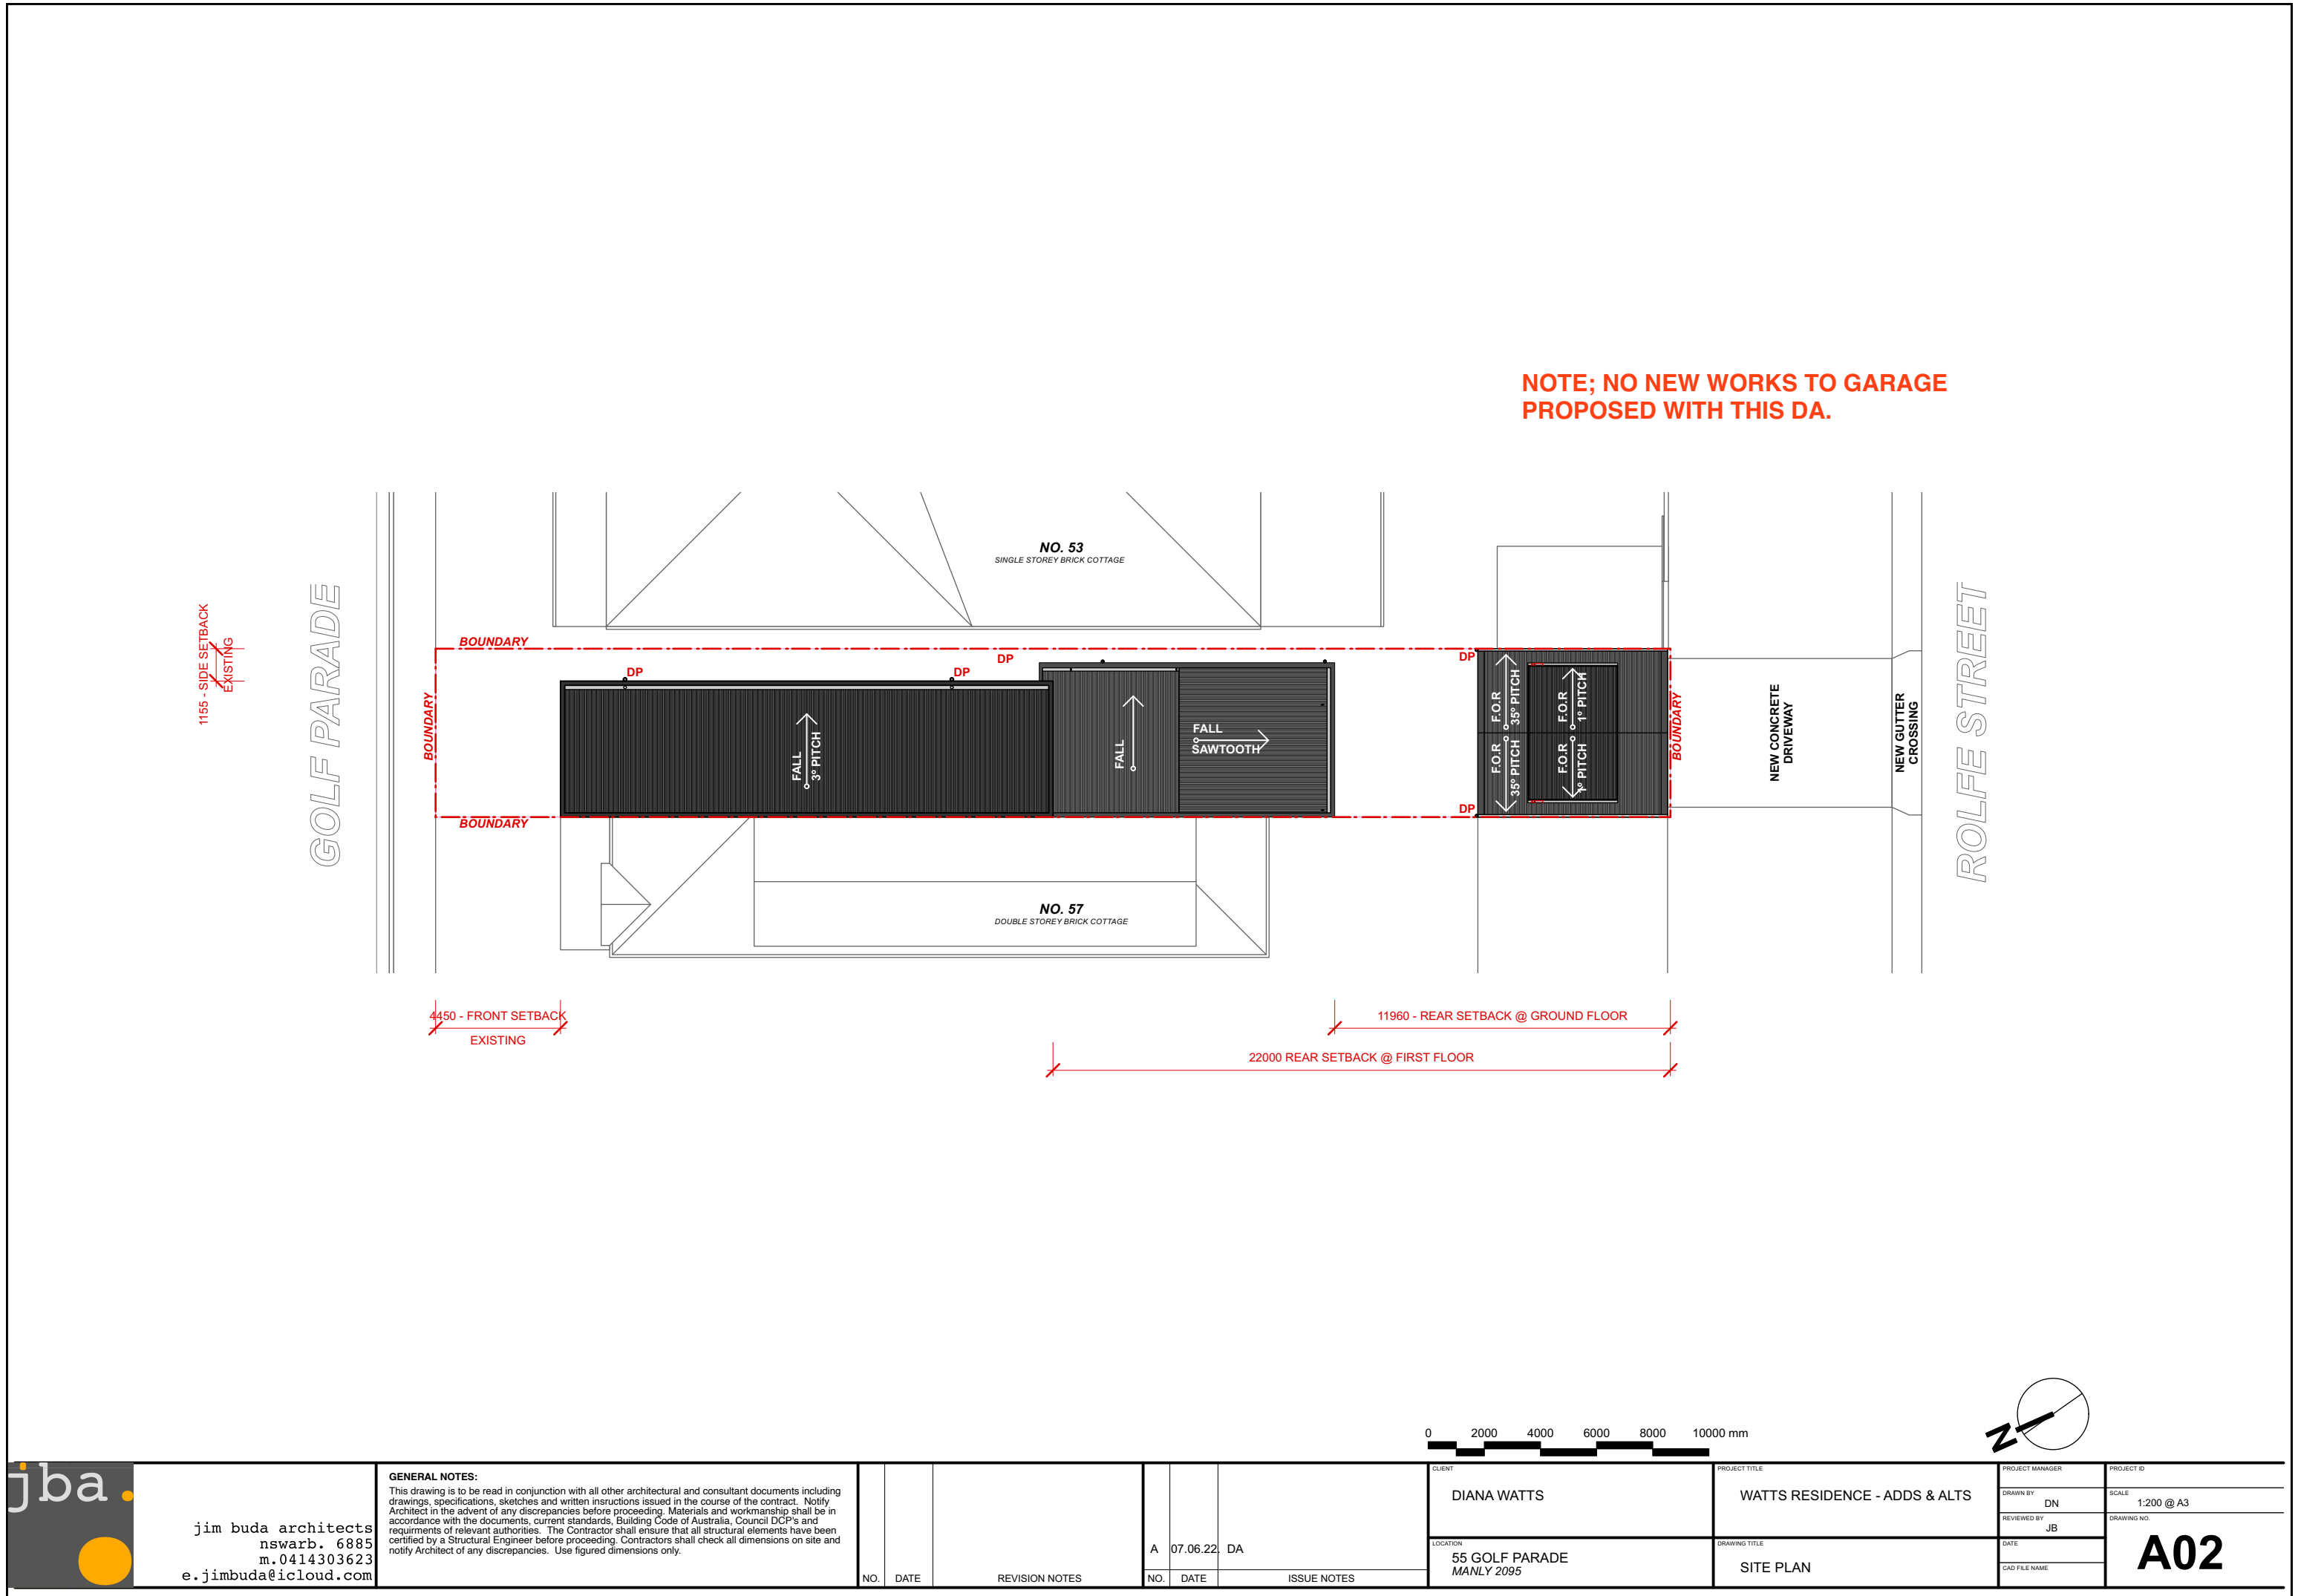 NOTE; NO NEW WORKS TO GARAGE
PROPOSED WITH THIS DA.
NO. 53
SINGLE STOREY BRICK COTTAGE
GOLF PARADE
1155 - SIDE SETBACK
EXISTING
BOUNDARY
BOUNDARY
BOUNDARY
BOUNDARY
DP
DP
DP
DP
DP
FALL
3º PITCH
FALL
FALL
SAWTOOTH
F.O.R
35º PITCH
F.O.R
1º PITCH
F.O.R
35º PITCH
F.O.R
1º PITCH
NEW CONCRETE
DRIVEWAY
NEW GUTTER
CROSSING
ROLFE STREET
NO. 57
DOUBLE STOREY BRICK COTTAGE
4450 - FRONT SETBACK
EXISTING
11960 - REAR SETBACK @ GROUND FLOOR
22000 REAR SETBACK @ FIRST FLOOR
0 2000 4000 6000 8000 10000 mm
N
jba.
jim buda architects
nswarb. 6885
m.0414303623
e.jimbuda@icloud.com
GENERAL NOTES:
This drawing is to be read in conjunction with all other architectural and consultant documents including
drawings, specifications, sketches and written insructions issued in the course of the contract. Notify
Architect in the advent of any discrepancies before proceeding. Materials and workmanship shall be in
accordance with the documents, current standards, Building Code of Australia, Council DCP's and
requirments of relevant authorities. The Contractor shall ensure that all structural elements have been
certified by a Structural Engineer before proceeding. Contractors shall check all dimensions on site and
notify Architect of any discrepancies. Use figured dimensions only.
NO. DATE REVISION NOTES
A 07.06.22. DA
NO. DATE ISSUE NOTES
CLIENT
DIANA WATTS
LOCATION
55 GOLF PARADE
MANLY 2095
PROJECT TITLE
WATTS RESIDENCE - ADDS & ALTS
DRAWING TITLE
SITE PLAN
PROJECT MANAGER
DRAWN BY
DN
REVIEWED BY
JB
DATE
CAD FILE NAME
PROJECT ID
SCALE
1:200 @ A3
DRAWING NO.
A02